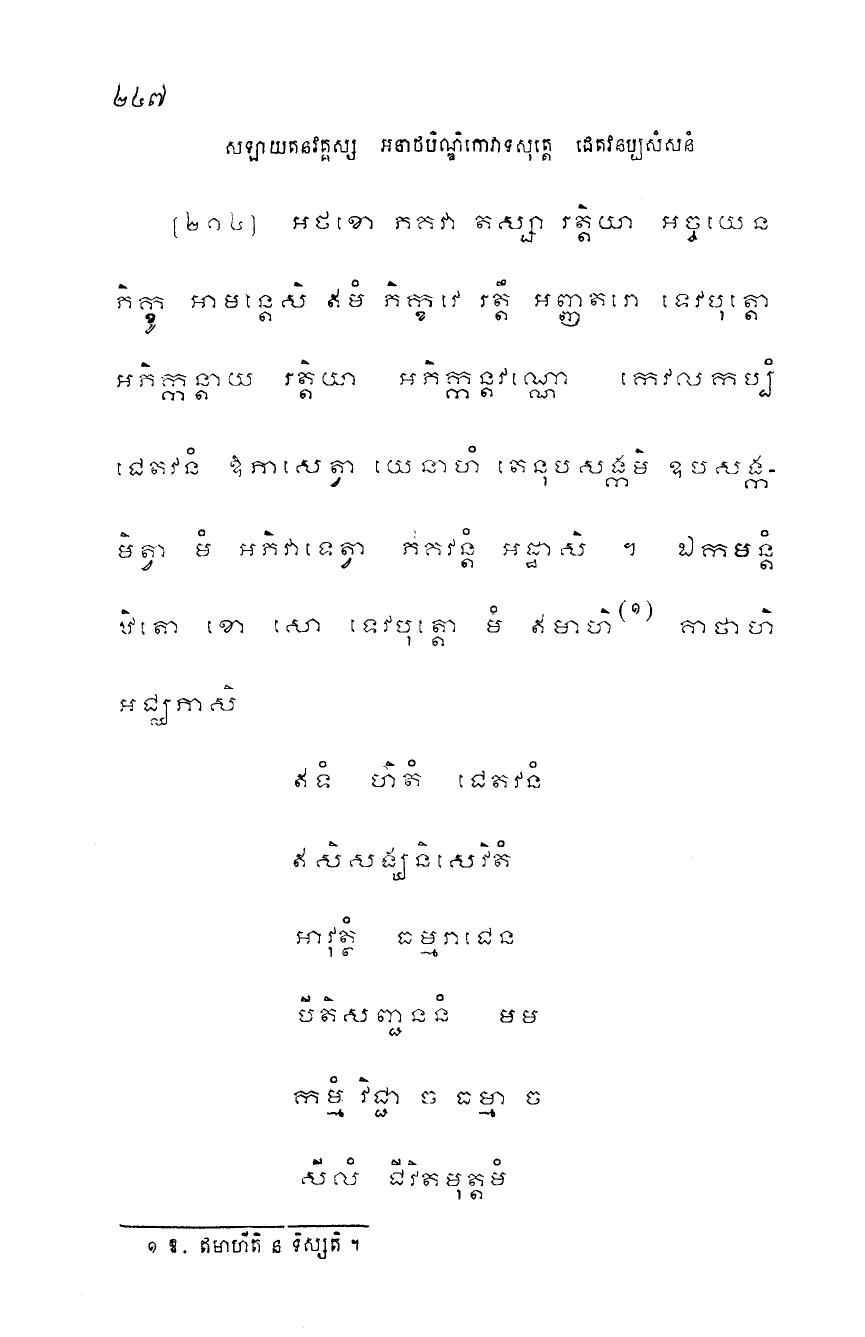 ២៤៧
សឡាយតនវគ្គស្ស អនាថបិណ្ឌិកោវាទសុត្តេ ជេតវនប្បសំសនំ
[២១៤] អថខោ ភគវា តស្សា រត្តិយា អច្ចយេន
ភិក្ខូ អាមន្តេសិ ឥមំ ភិក្ខវេ រត្តឹ អញ្ញតរោ ទេវបុត្តោ
អភិក្កន្តាយ រត្តិយា អភិក្កន្តវណ្ណោ កេវលកប្បំ
ជេតវនំ ឱភាសេត្វា យេនាហំ តេនុបសង្កមិ ឧបសង្ក-
មិត្វា មំ អភិវាទេត្វា ឯកមន្តំ អដ្ឋាសិ ។ ឯកមន្តំ
ឋិតោ ខោ សោ ទេវបុត្តោ មំ ឥមាហិ(១) គាថាហិ
អជ្ឈភាសិ
ឥទំ ហិតំ ជេតវនំ
ឥសិសង្ឃនិសេវិតំ
អាវុត្ថំ ធម្មរាជេន
បីតិសញ្ជននំ មម
កម្មំ វិជ្ជា ច ធម្មា ច
សីលំ ជីវិតមុត្តមំ
១ ឱ. ឥមាហីតិ ន ទិស្សតិ ។